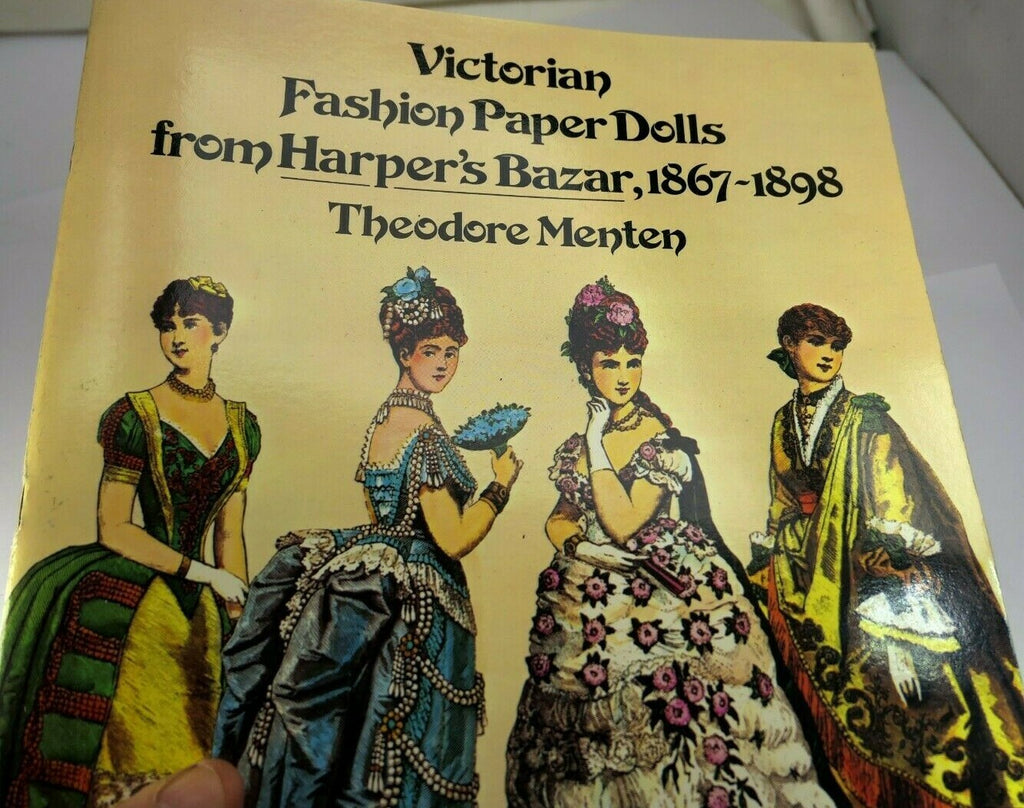 Victorian
Fashion Paper Dolls
from Harper's Bazar, 1867-1898
Theodore Menten